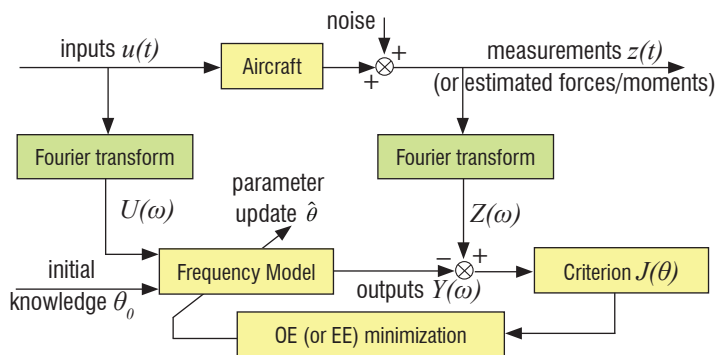 noise
inputs u(t)
Aircraft
+
+
measurements z(t)
(or estimated forces/moments)
Fourier transform
Fourier transform
U(ω)
parameter
update θ̂
Z(ω)
initial
knowledge θ₀
Frequency Model
−
+
outputs Y(ω)
Criterion J(θ)
OE (or EE) minimization